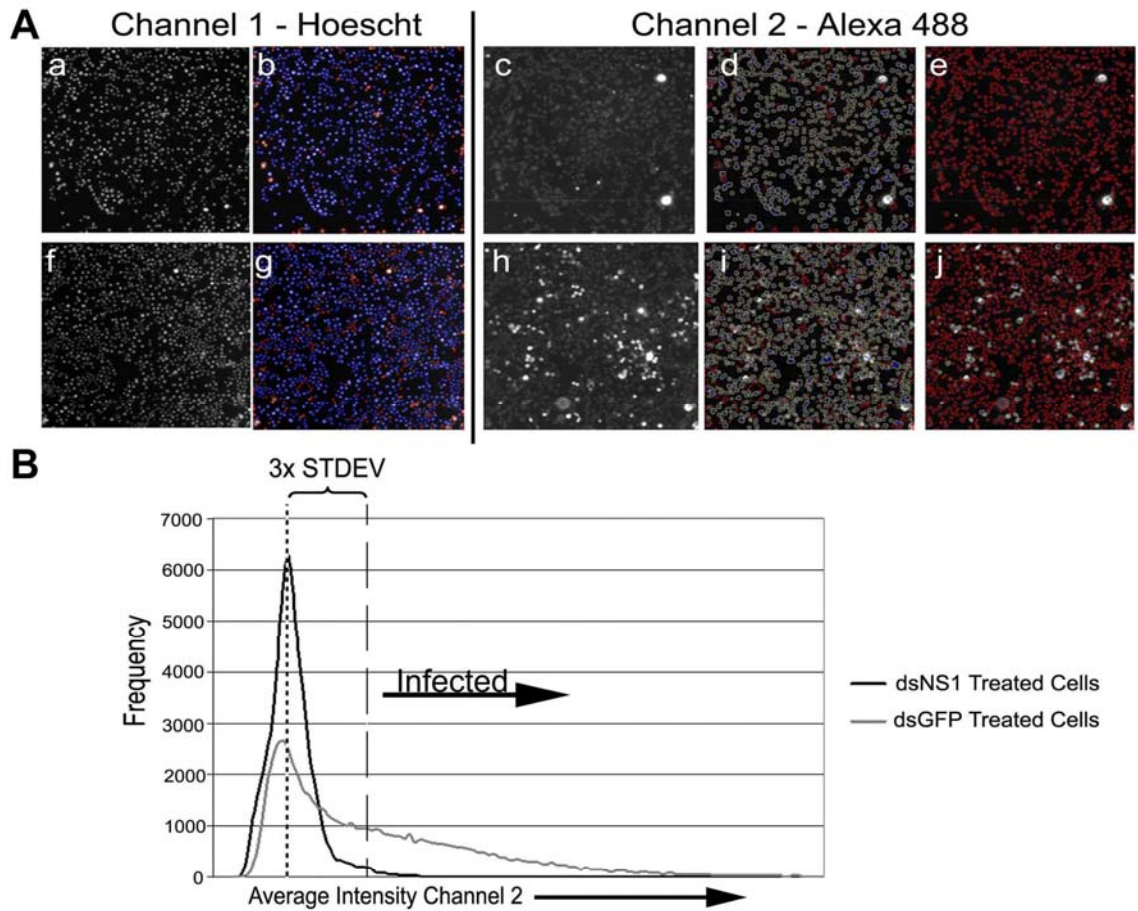 A
Channel 1 - Hoescht
Channel 2 - Alexa 488
a
b
c
d
e
f
g
h
i
j
B
3x STDEV
7000
6000
5000
4000
3000
2000
1000
0
Frequency
Infected
dsNS1 Treated Cells
dsGFP Treated Cells
Average Intensity Channel 2